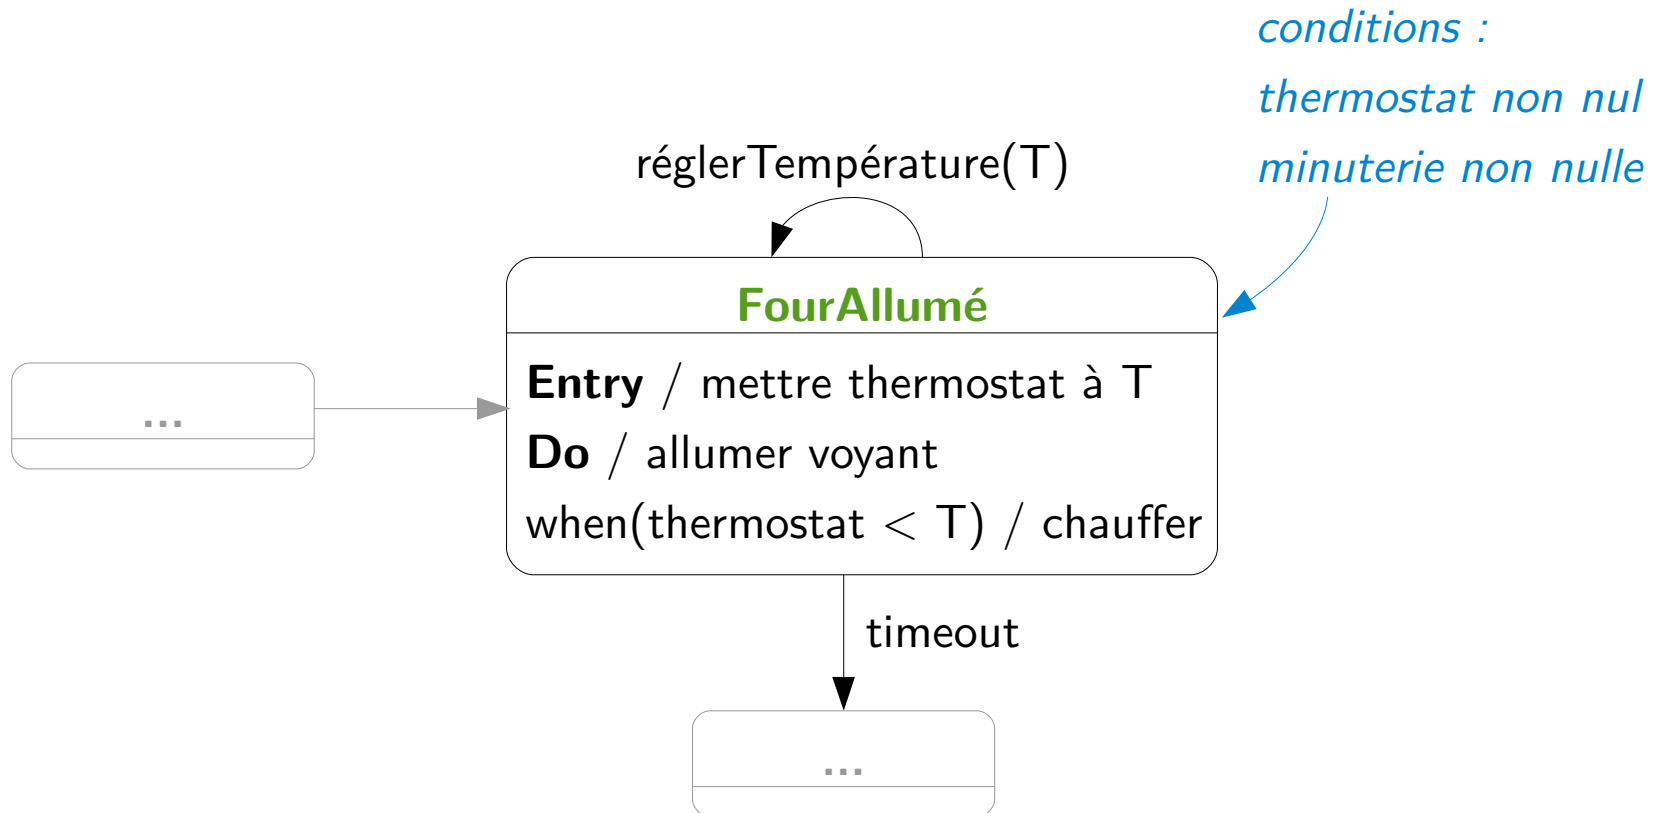 conditions :
thermostat non nul
minuterie non nulle
réglerTempérature(T)
FourAllumé
Entry / mettre thermostat à T
Do / allumer voyant
when(thermostat < T) / chauffer
...
timeout
...